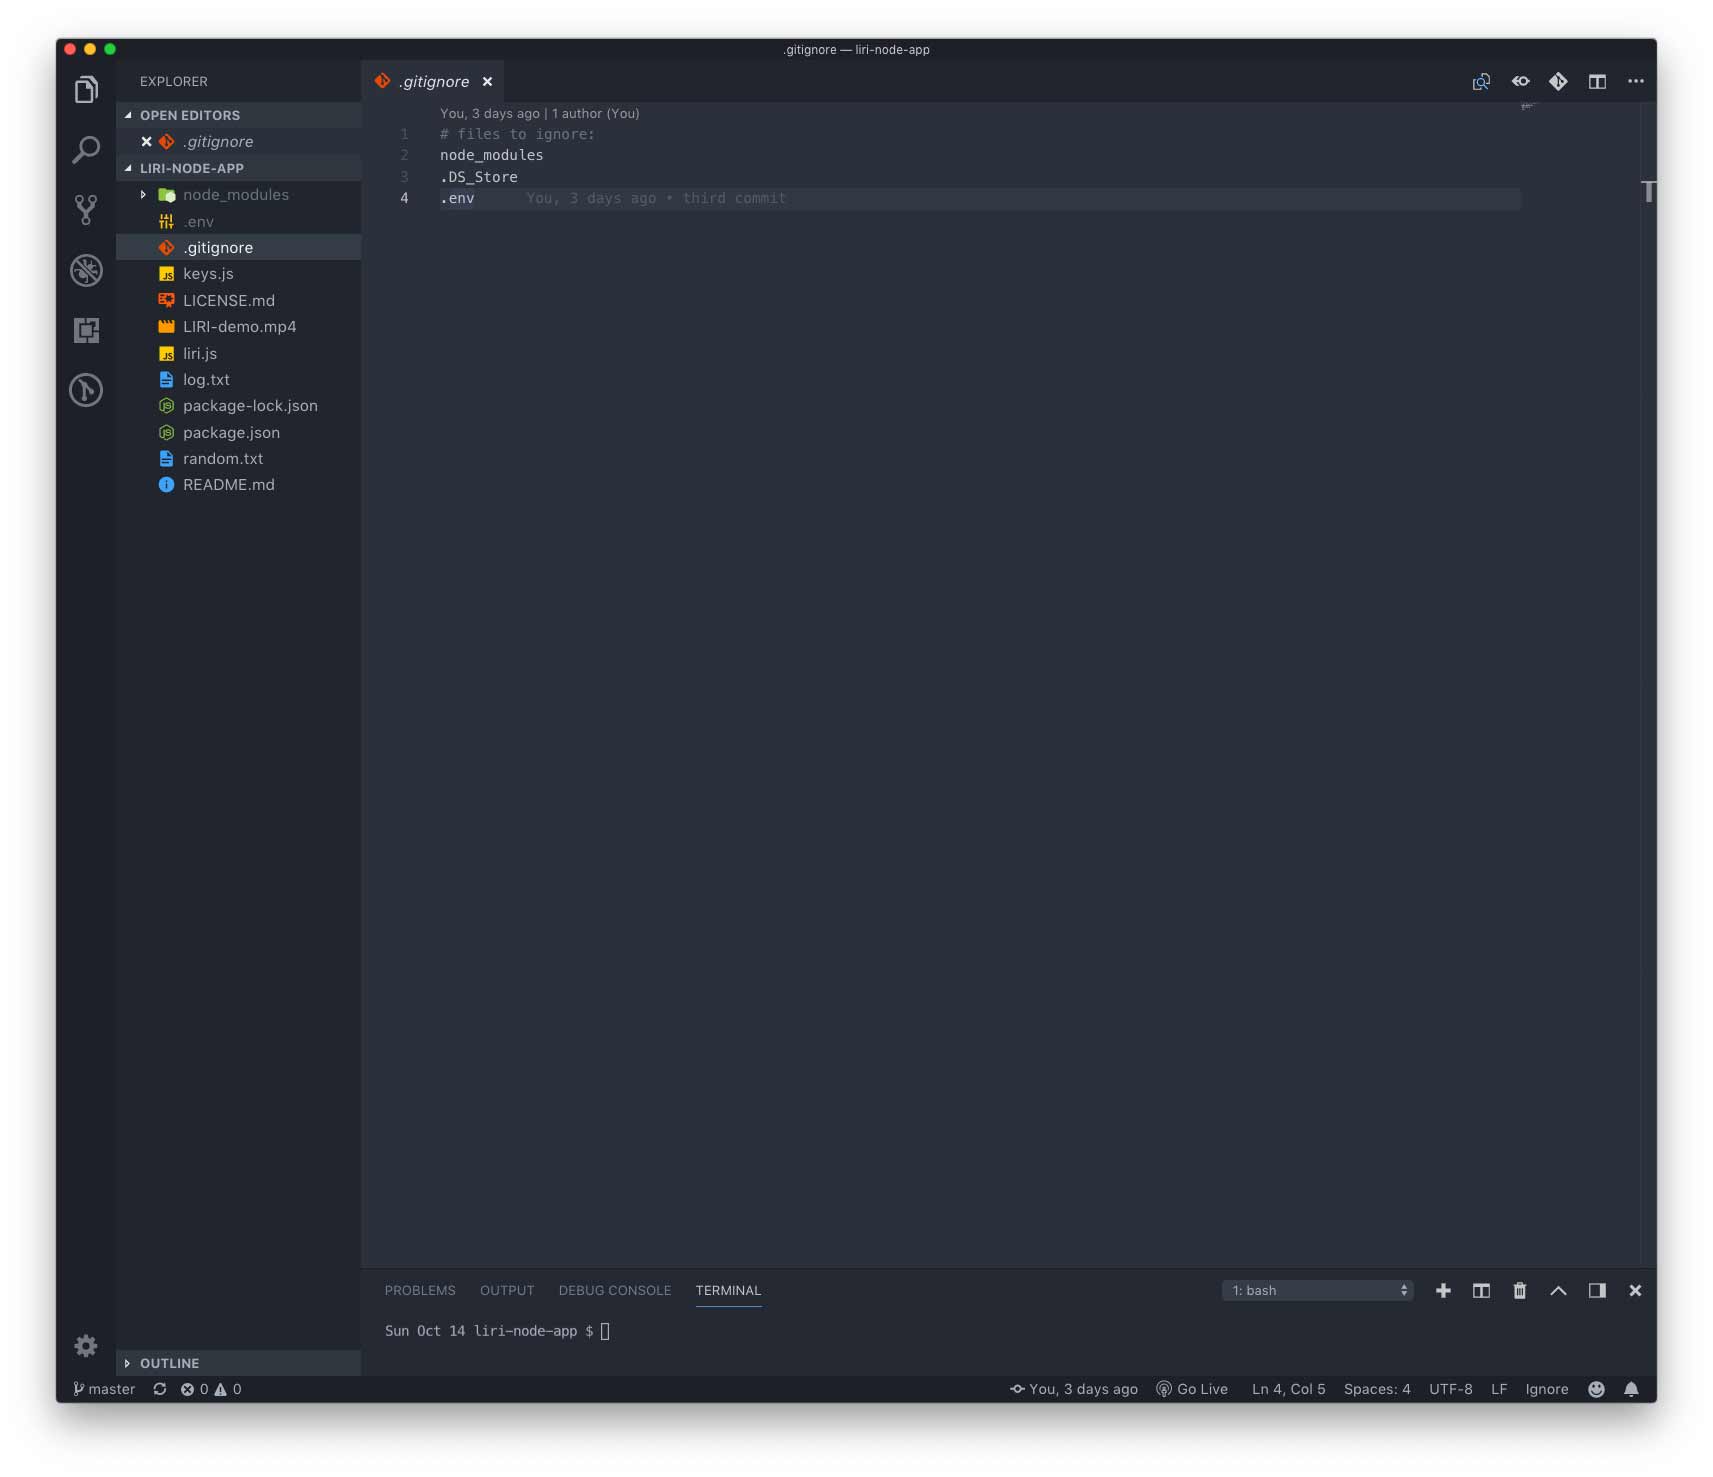 .gitignore — liri-node-app
EXPLORER
OPEN EDITORS
.gitignore
LIRI-NODE-APP
node_modules
.env
.gitignore
keys.js
LICENSE.md
LIRI-demo.mp4
liri.js
log.txt
package-lock.json
package.json
random.txt
README.md
OUTLINE
.gitignore
You, 3 days ago | 1 author (You)
1 # files to ignore:
2 node_modules
3 .DS_Store
4 .env You, 3 days ago • third commit
T
PROBLEMS OUTPUT DEBUG CONSOLE TERMINAL 1: bash
Sun Oct 14 liri-node-app $
master 0 0 You, 3 days ago Go Live Ln 4, Col 5 Spaces: 4 UTF-8 LF Ignore